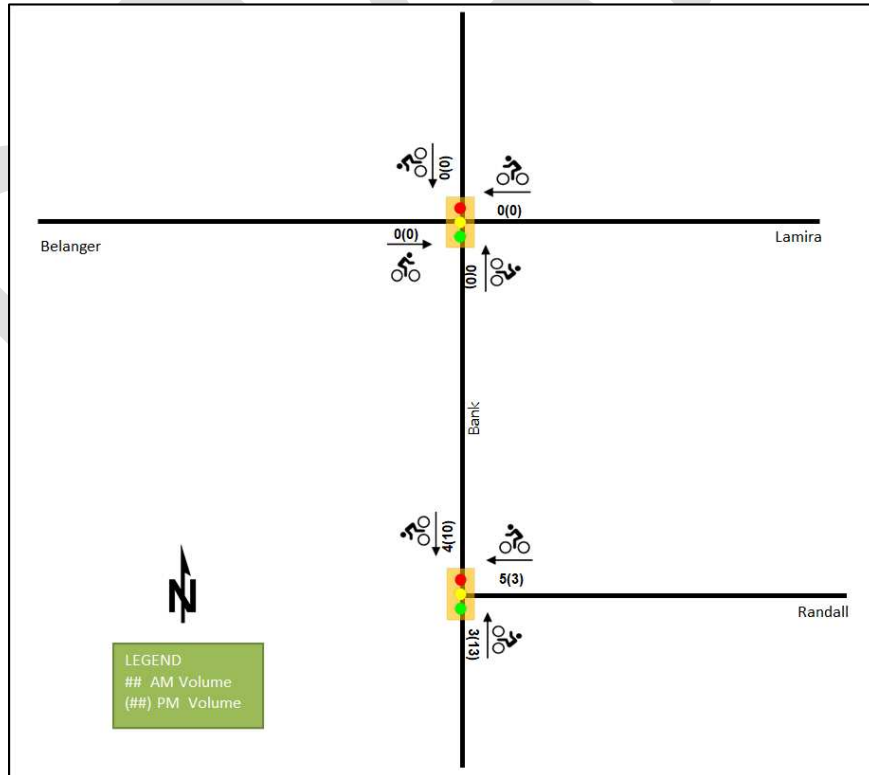 0(0)
0(0)
0(0)
0(0)
Belanger
Lamira
Bank
4(10)
5(3)
3(13)
Randall
N
LEGEND
## AM Volume
(##) PM Volume